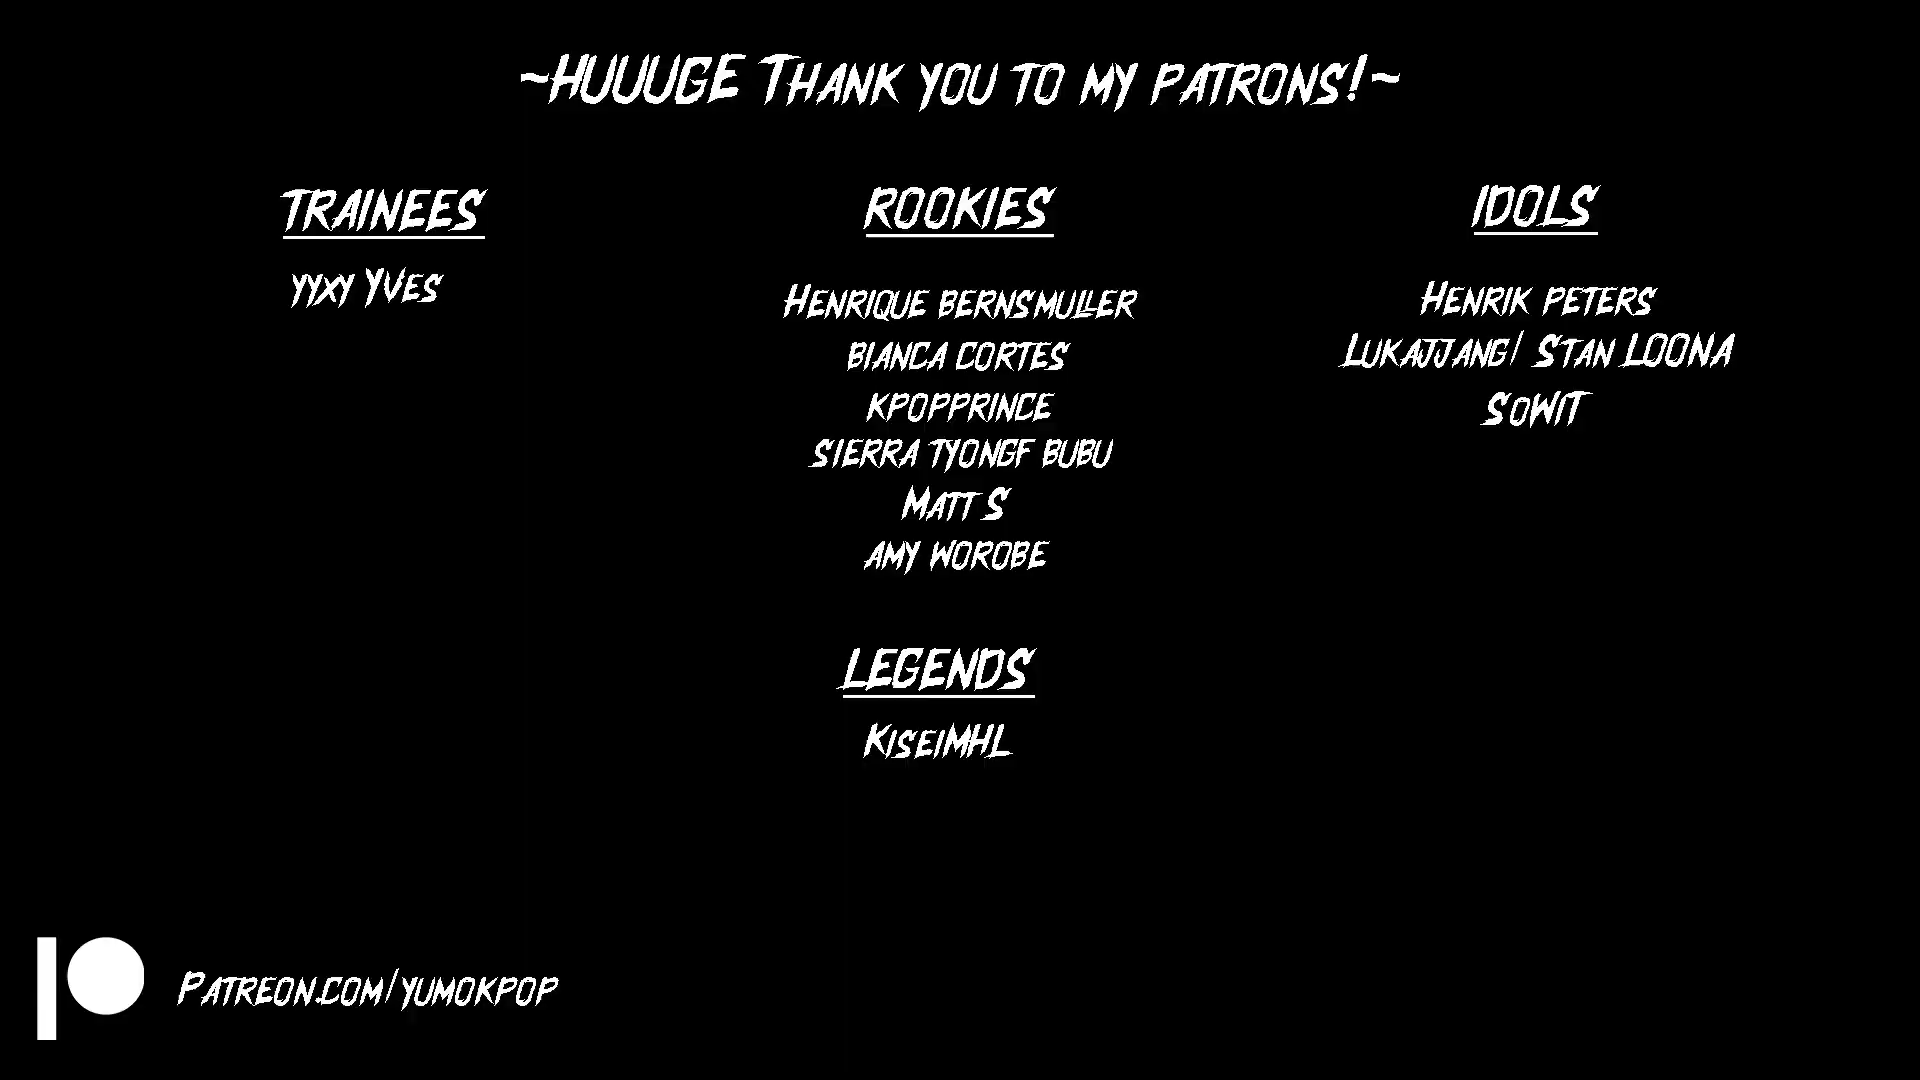 ~HUUUGE Thank you to my patrons!~
TRAINEES
yyxy YVes
ROOKIES
Henrique bernsmuller
bianca cortes
kpopprince
sierra tyongf bubu
Matt S
amy worobe
IDOLS
Henrik peters
Lukajjang/ Stan LOONA
SoWiT
LEGENDS
KiseiMHL
Patreon.com/yumokpop